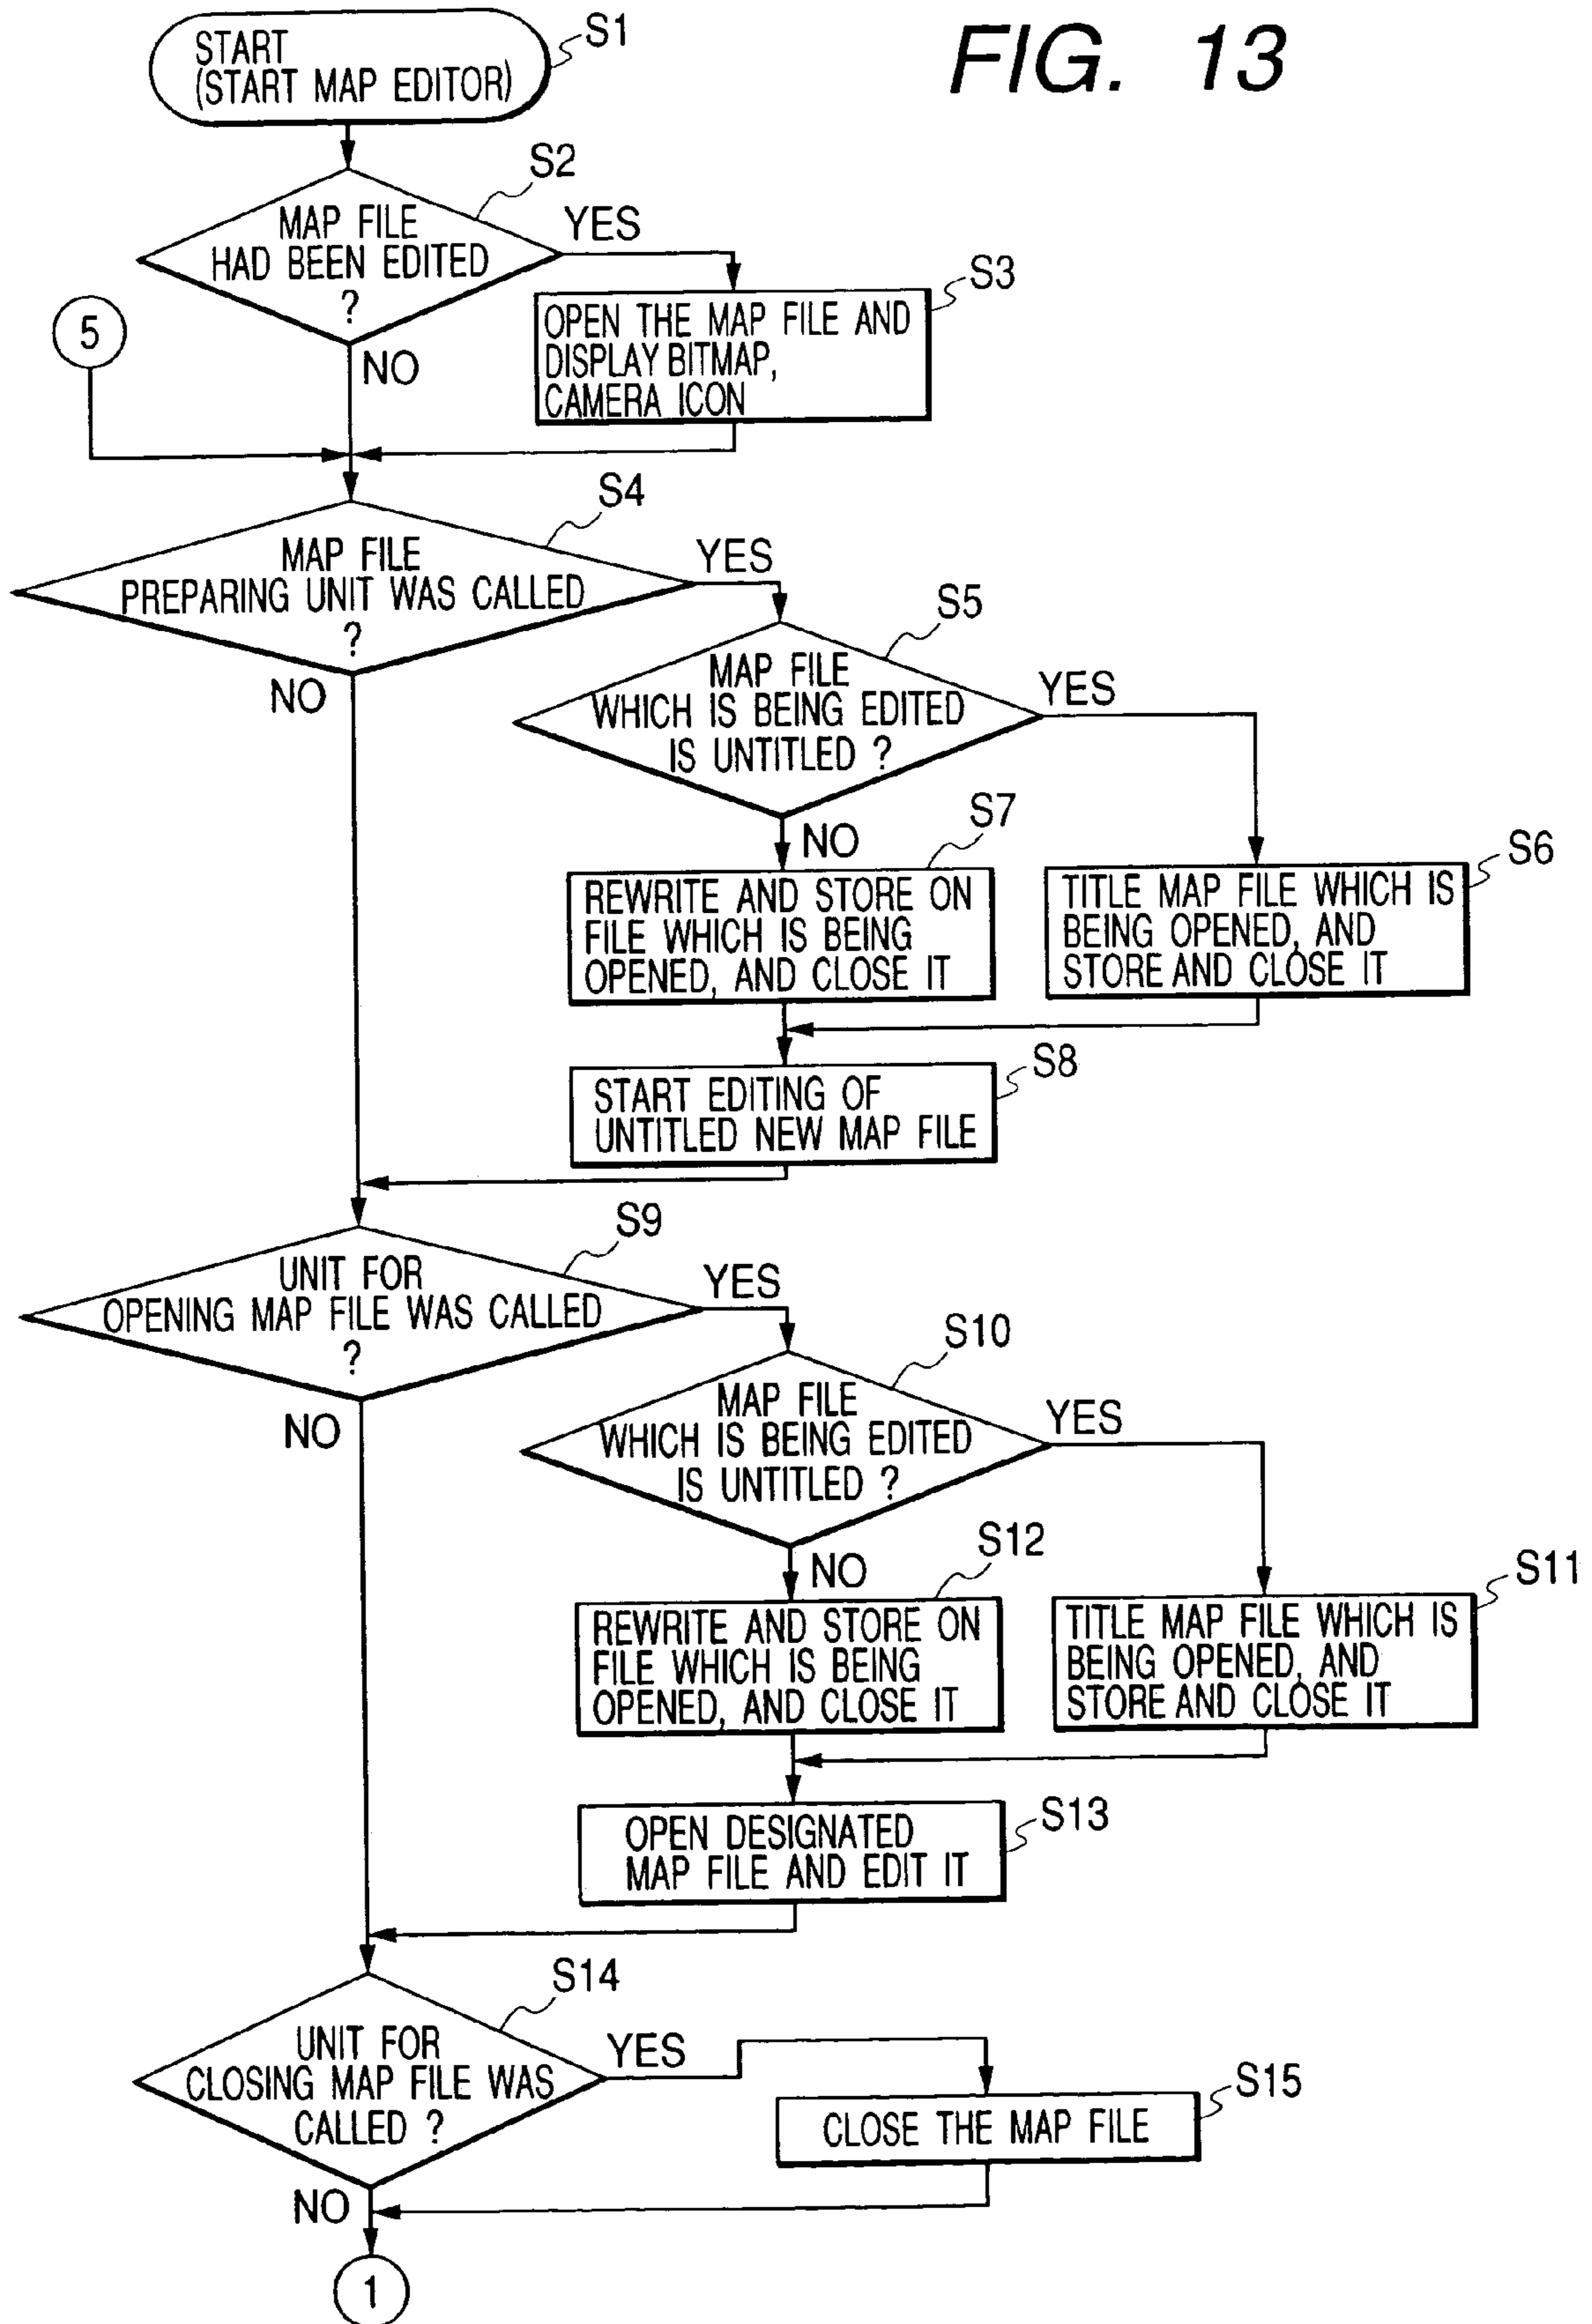 FIG. 13
START
(START MAP EDITOR)
S1
S2
MAP FILE
HAD BEEN EDITED
?
YES
NO
S3
OPEN THE MAP FILE AND
DISPLAY BITMAP,
CAMERA ICON
5
S4
MAP FILE
PREPARING UNIT WAS CALLED
?
YES
NO
S5
MAP FILE
WHICH IS BEING EDITED
IS UNTITLED ?
YES
NO
S7
REWRITE AND STORE ON
FILE WHICH IS BEING
OPENED, AND CLOSE IT
S6
TITLE MAP FILE WHICH IS
BEING OPENED, AND
STORE AND CLOSE IT
S8
START EDITING OF
UNTITLED NEW MAP FILE
S9
UNIT FOR
OPENING MAP FILE WAS CALLED
?
YES
NO
S10
MAP FILE
WHICH IS BEING EDITED
IS UNTITLED ?
YES
NO
S12
REWRITE AND STORE ON
FILE WHICH IS BEING
OPENED, AND CLOSE IT
S11
TITLE MAP FILE WHICH IS
BEING OPENED, AND
STORE AND CLOSE IT
S13
OPEN DESIGNATED
MAP FILE AND EDIT IT
S14
UNIT FOR
CLOSING MAP FILE WAS
CALLED ?
YES
NO
S15
CLOSE THE MAP FILE
1